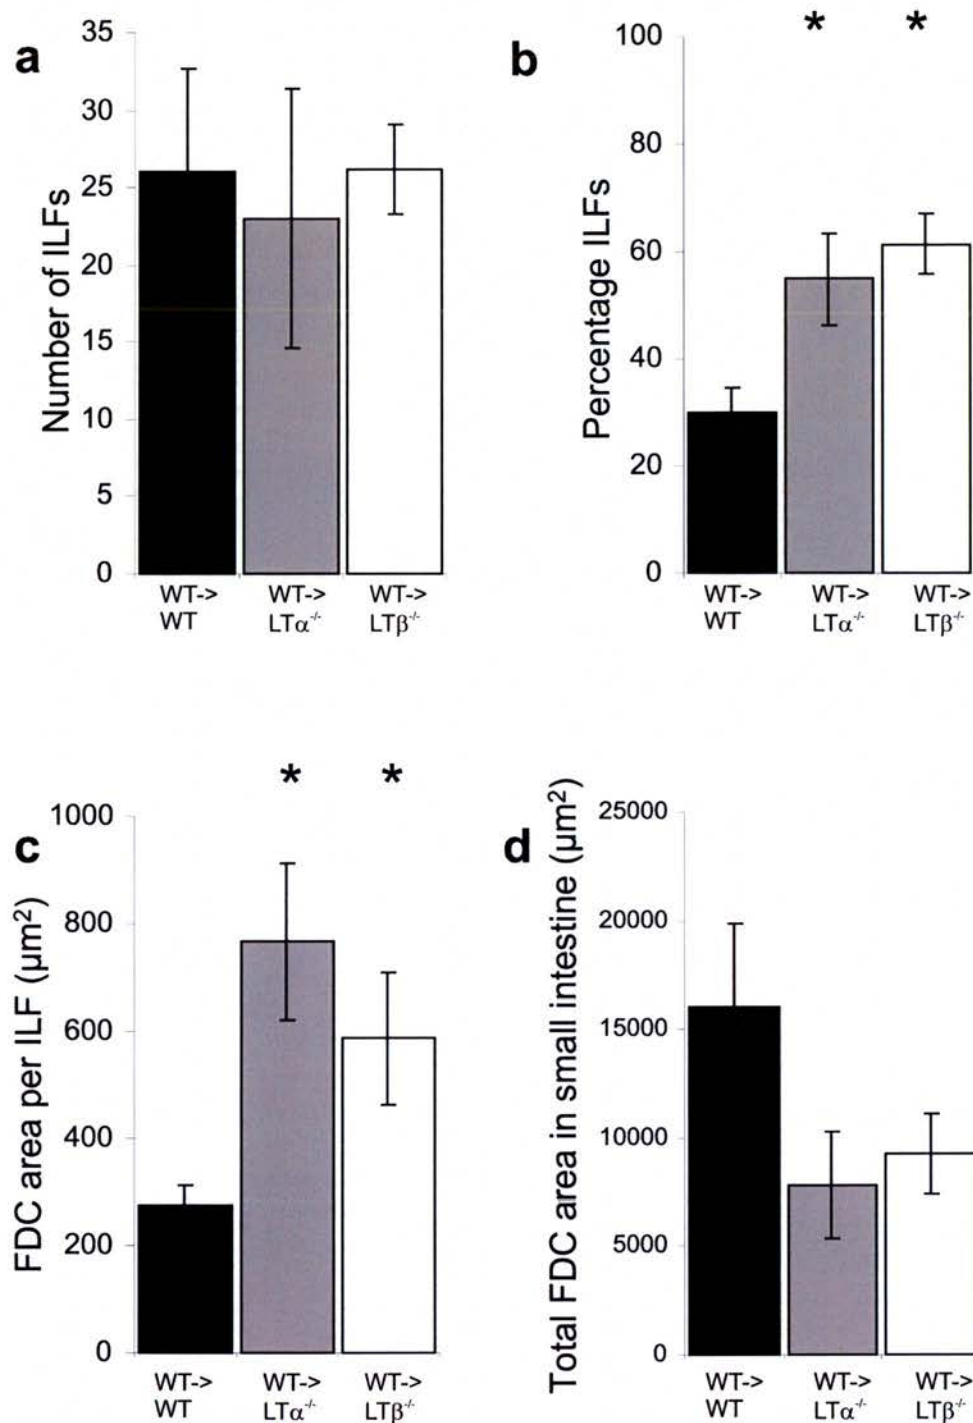 a
35
30
25
20
15
10
5
0
Number of ILFs
WT-> WT-> WT->
WT LTα⁻/⁻ LTβ⁻/⁻
b
* *
100
80
60
40
20
0
Percentage ILFs
WT-> WT-> WT->
WT LTα⁻/⁻ LTβ⁻/⁻
c
* *
1000
800
600
400
200
0
FDC area per ILF (µm²)
WT-> WT-> WT->
WT LTα⁻/⁻ LTβ⁻/⁻
d
25000
20000
15000
10000
5000
0
Total FDC area in small intestine (µm²)
WT-> WT-> WT->
WT LTα⁻/⁻ LTβ⁻/⁻